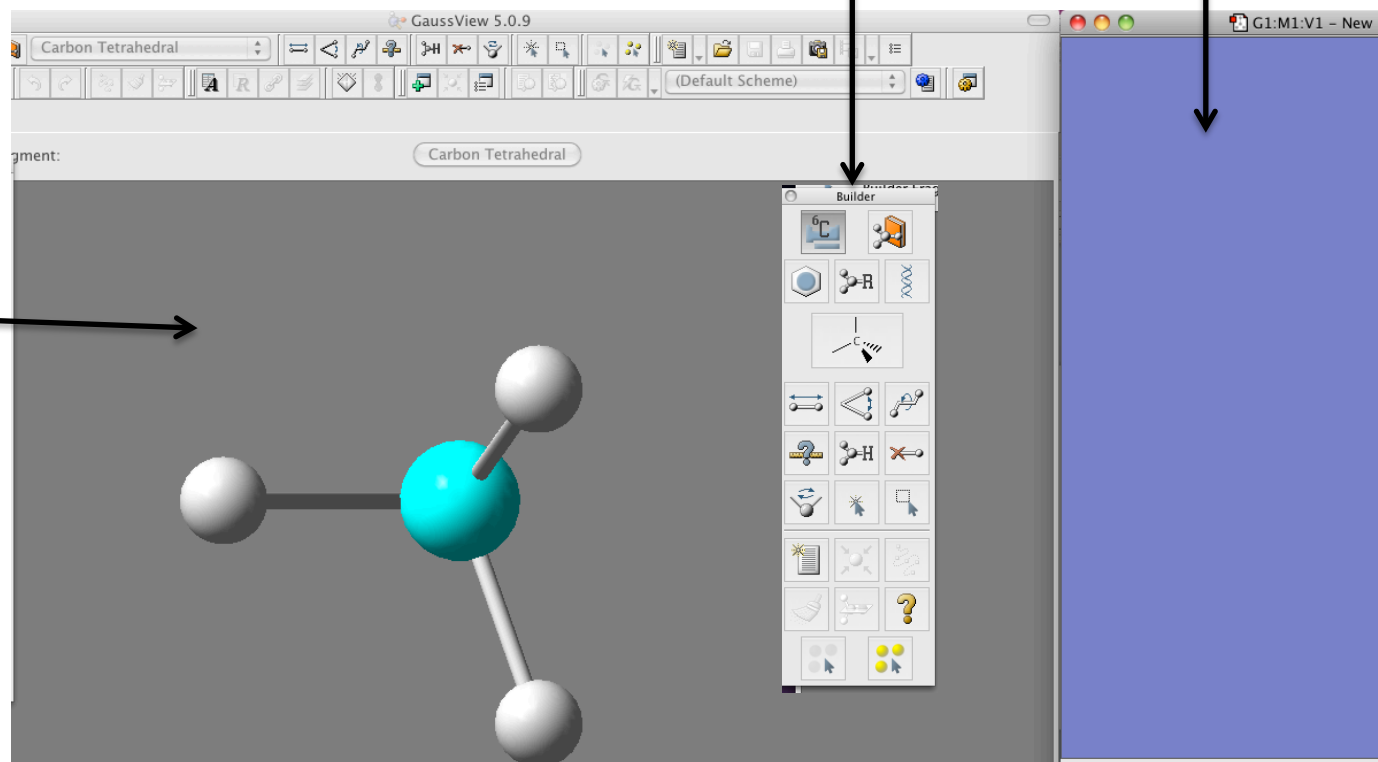 GaussView 5.0.9
G1:M1:V1 – New
Carbon Tetrahedral
A R
(Default Scheme)
gment:
Carbon Tetrahedral
Builder
6C
R
C
H